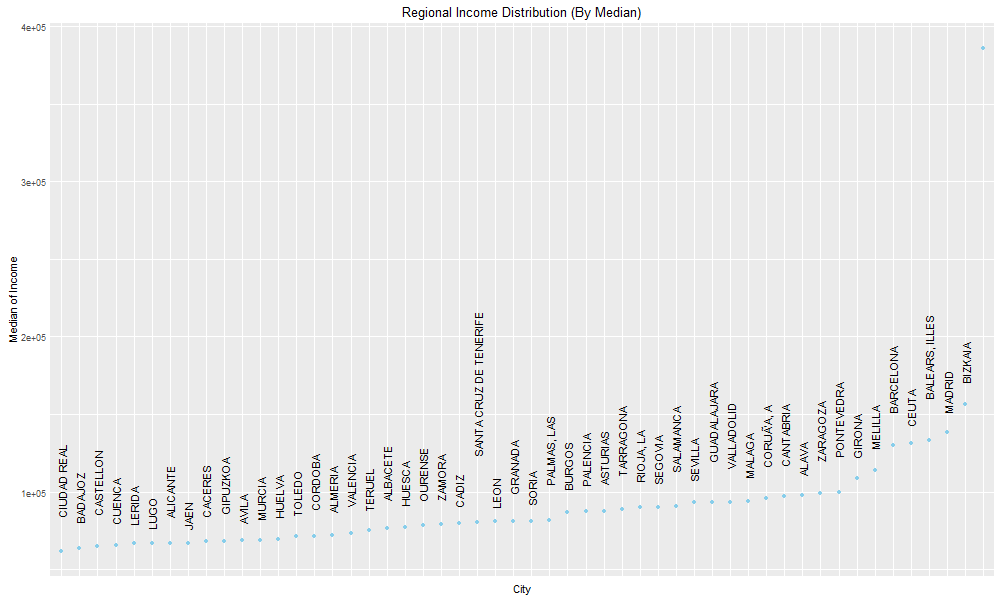 Regional Income Distribution (By Median)
4e+05
3e+05
2e+05
1e+05
Median of Income
CIUDAD REAL
BADAJOZ
CASTELLON
CUENCA
LERIDA
LUGO
ALICANTE
JAEN
CACERES
GIPUZKOA
AVILA
MURCIA
HUELVA
TOLEDO
CORDOBA
ALMERIA
VALENCIA
TERUEL
ALBACETE
HUESCA
OURENSE
ZAMORA
CADIZ
SANTA CRUZ DE TENERIFE
LEON
GRANADA
SORIA
PALMAS, LAS
BURGOS
PALENCIA
ASTURIAS
TARRAGONA
RIOJA, LA
SEGOVIA
SALAMANCA
SEVILLA
GUADALAJARA
VALLADOLID
MALAGA
CORUÃA, A
CANTABRIA
ALAVA
ZARAGOZA
PONTEVEDRA
GIRONA
MELILLA
BARCELONA
CEUTA
BALEARS, ILLES
MADRID
BIZKAIA
City